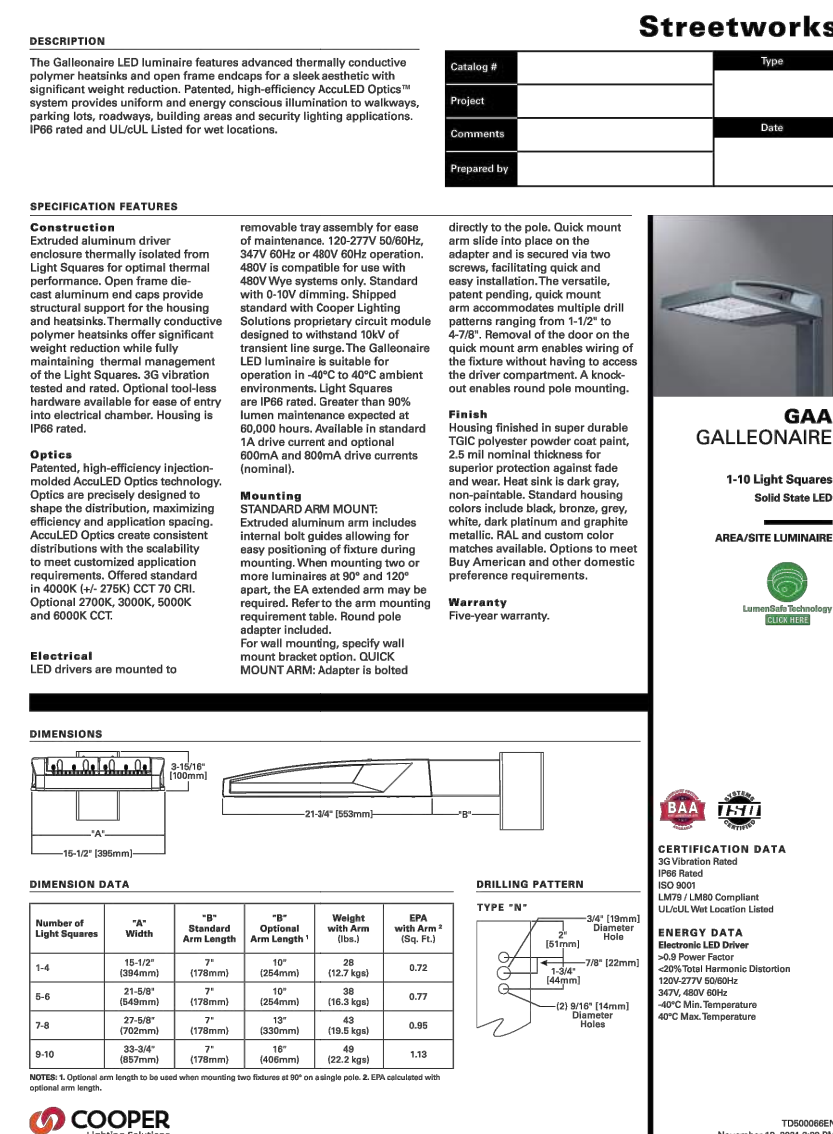 Streetworks
DESCRIPTION
The Galleonaire LED luminaire features advanced thermally conductive
polymer heatsinks and open frame endcaps for a sleek aesthetic with
significant weight reduction. Patented, high-efficiency AccuLED Optics™
system provides uniform and energy conscious illumination to walkways,
parking lots, roadways, building areas and security lighting applications.
IP66 rated and UL/cUL Listed for wet locations.
Catalog #
Type
Project
Comments
Date
Prepared by
SPECIFICATION FEATURES
Construction
Extruded aluminum driver
enclosure thermally isolated from
Light Squares for optimal thermal
performance. Open frame die-
cast aluminum end caps provide
structural support for the housing
and heatsinks. Thermally conductive
polymer heatsinks offer significant
weight reduction while fully
maintaining thermal management
of the Light Squares. 3G vibration
tested and rated. Optional tool-less
hardware available for ease of entry
into electrical chamber. Housing is
IP66 rated.
Optics
Patented, high-efficiency injection-
molded AccuLED Optics technology.
Optics are precisely designed to
shape the distribution, maximizing
efficiency and application spacing.
AccuLED Optics create consistent
distributions with the scalability
to meet customized application
requirements. Offered standard
in 4000K (+/- 275K) CCT 70 CRI.
Optional 2700K, 3000K, 5000K
and 6000K CCT.
Electrical
LED drivers are mounted to
removable tray assembly for ease
of maintenance. 120-277V 50/60Hz,
347V 60Hz or 480V 60Hz operation.
480V is compatible for use with
480V Wye systems only. Standard
with 0-10V dimming. Shipped
standard with Cooper Lighting
Solutions proprietary circuit module
designed to withstand 10kV of
transient line surge. The Galleonaire
LED luminaire is suitable for
operation in -40°C to 40°C ambient
environments. Light Squares
are IP66 rated. Greater than 90%
lumen maintenance expected at
60,000 hours. Available in standard
1A drive current and optional
600mA and 800mA drive currents
(nominal).
Mounting
STANDARD ARM MOUNT:
Extruded aluminum arm includes
internal bolt guides allowing for
easy positioning of fixture during
mounting. When mounting two or
more luminaires at 90° and 120°
apart, the EA extended arm may be
required. Refer to the arm mounting
requirement table. Round pole
adapter included.
For wall mounting, specify wall
mount bracket option. QUICK
MOUNT ARM: Adapter is bolted
directly to the pole. Quick mount
arm slide into place on the
adapter and is secured via two
screws, facilitating quick and
easy installation. The versatile,
patent pending, quick mount
arm accommodates multiple drill
patterns ranging from 1-1/2" to
4-7/8". Removal of the door on the
quick mount arm enables wiring of
the fixture without having to access
the driver compartment. A knock-
out enables round pole mounting.
Finish
Housing finished in super durable
TGIC polyester powder coat paint,
2.5 mil nominal thickness for
superior protection against fade
and wear. Heat sink is dark gray,
non-paintable. Standard housing
colors include black, bronze, grey,
white, dark platinum and graphite
metallic. RAL and custom color
matches available. Options to meet
Buy American and other domestic
preference requirements.
Warranty
Five-year warranty.
GAA
GALLEONAIRE
1-10 Light Squares
Solid State LED
AREA/SITE LUMINAIRE
LumenSafe Technology
CLICK HERE
DIMENSIONS
3-15/16"
[100mm]
"A"
15-1/2" [395mm]
21-3/4" [553mm]
"B"
DIMENSION DATA
Number of Light Squares "A" Width "B" Standard Arm Length "B" Optional Arm Length 1 Weight with Arm (lbs.) EPA with Arm 2 (Sq. Ft.)
1-4 15-1/2" (394mm) 7" (178mm) 10" (254mm) 28 (12.7 kgs) 0.72
5-6 21-5/8" (549mm) 7" (178mm) 10" (254mm) 38 (16.3 kgs) 0.77
7-8 27-5/8" (702mm) 7" (178mm) 13" (330mm) 43 (19.5 kgs) 0.95
9-10 33-3/4" (857mm) 7" (178mm) 16" (406mm) 49 (22.2 kgs) 1.13
NOTES: 1. Optional arm length to be used when mounting two fixtures at 90° on a single pole. 2. EPA calculated with
optional arm length.
DRILLING PATTERN
TYPE "N"
3/4" [19mm]
Diameter
Hole
2"
[51mm]
7/8" [22mm]
1-3/4"
[44mm]
(2) 9/16" [14mm]
Diameter
Holes
BAA
SYSTEMS
ISO
CERTIFIED
CERTIFICATION DATA
3G Vibration Rated
IP66 Rated
ISO 9001
LM79 / LM80 Compliant
UL/cUL Wet Location Listed
ENERGY DATA
Electronic LED Driver
>0.9 Power Factor
<20% Total Harmonic Distortion
120V-277V 50/60Hz
347V, 480V 60Hz
-40°C Min. Temperature
40°C Max. Temperature
COOPER
Lighting Solutions
TD500066EN